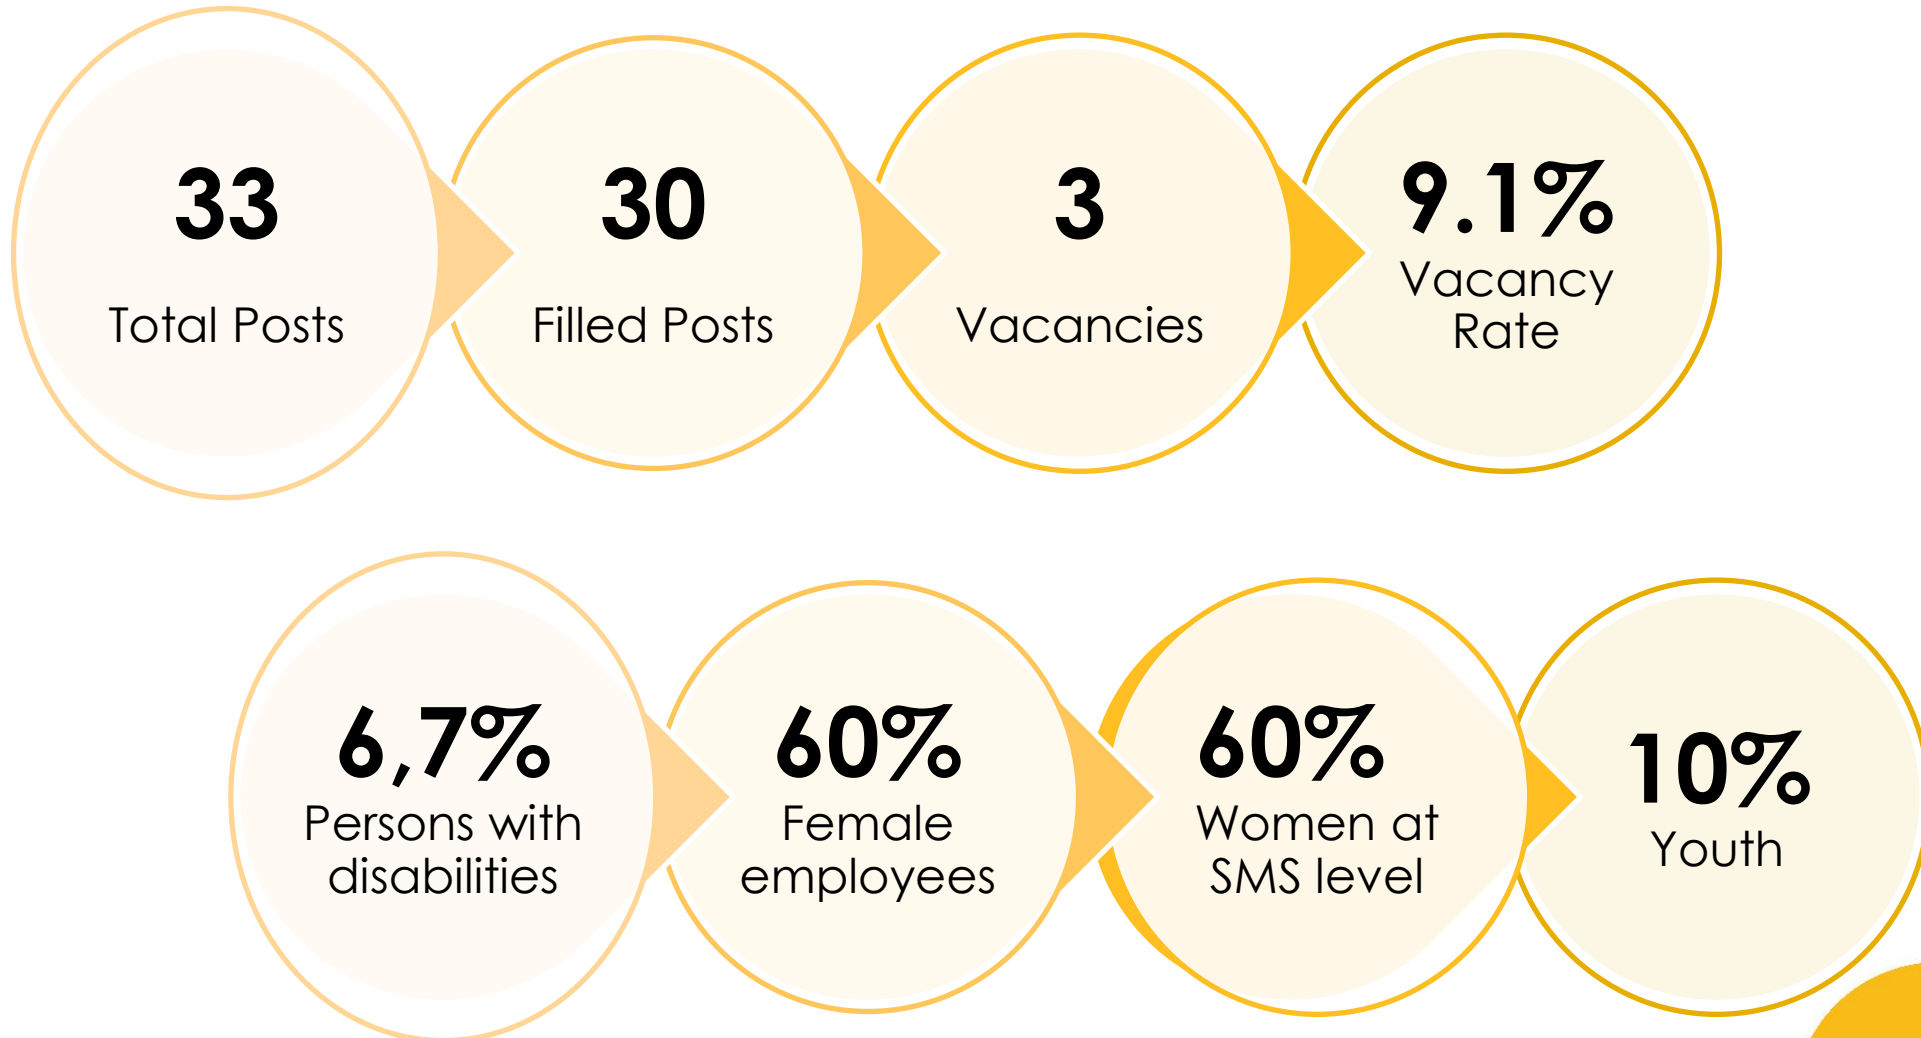 33
Total Posts
30
Filled Posts
3
Vacancies
9.1%
Vacancy
Rate
6,7%
Persons with
disabilities
60%
Female
employees
60%
Women at
SMS level
10%
Youth